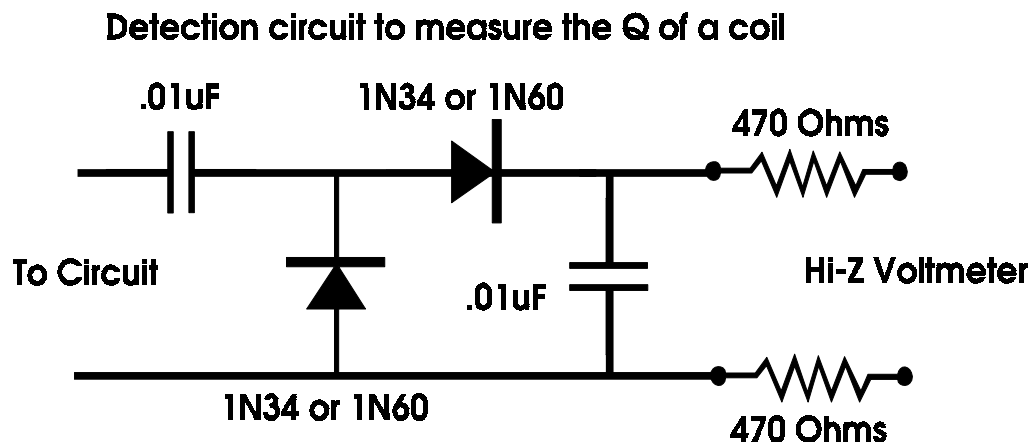 Detection circuit to measure the Q of a coil
.01uF
1N34 or 1N60
470 Ohms
To Circuit
.01uF
Hi-Z Voltmeter
1N34 or 1N60
470 Ohms